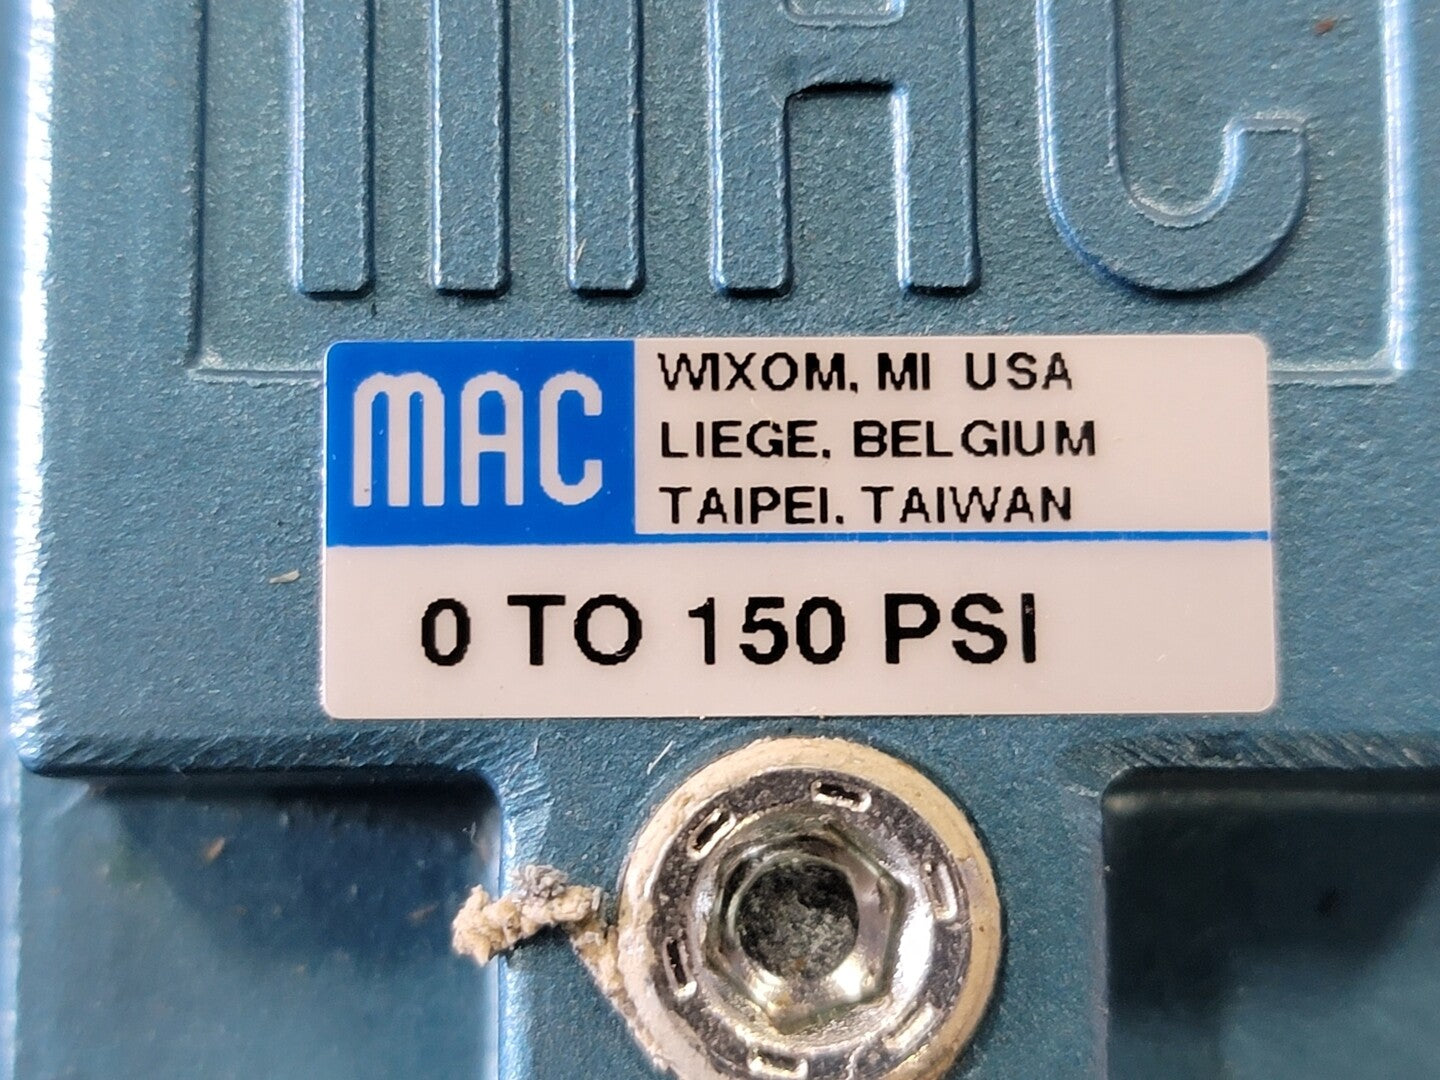 MAC
MAC
WIXOM, MI USA
LIEGE, BELGIUM
TAIPEI, TAIWAN
0 TO 150 PSI